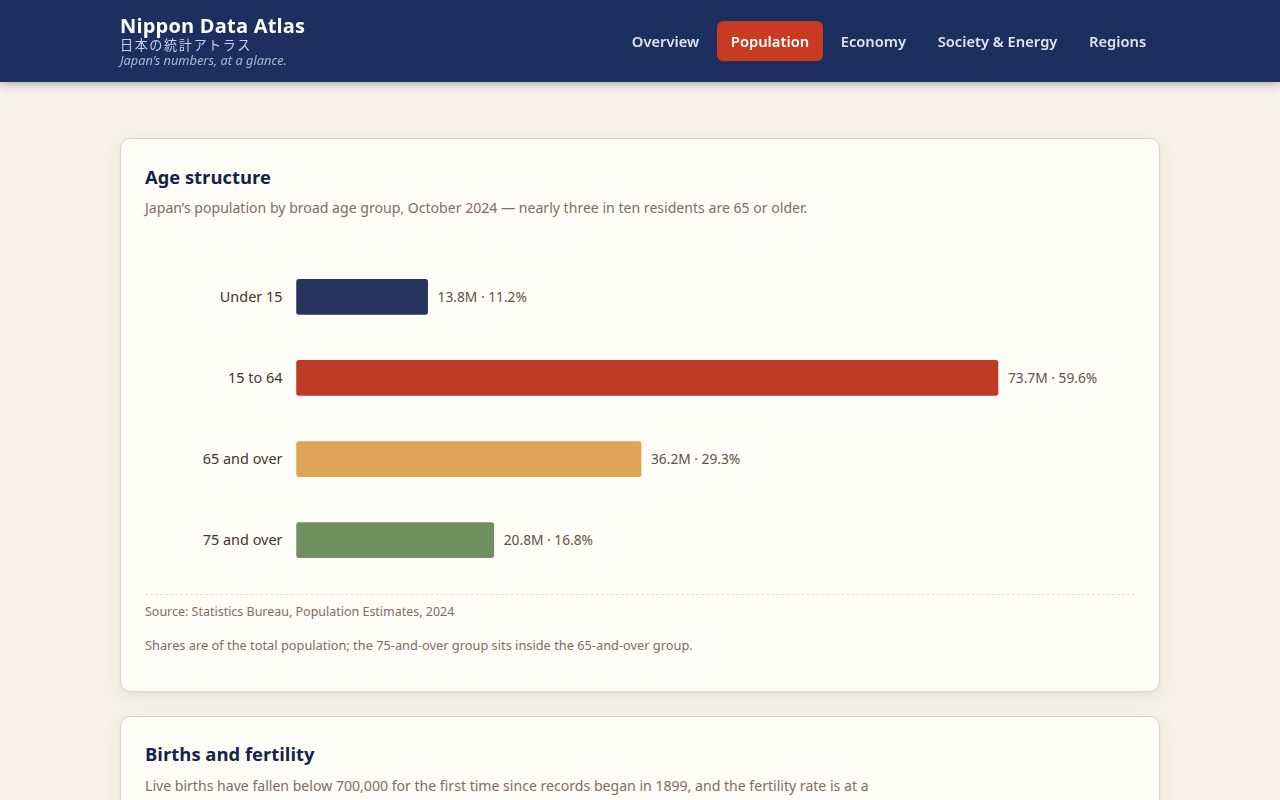 Nippon Data Atlas
日本の統計アトラス
Japan's numbers, at a glance.
Overview
Population
Economy
Society & Energy
Regions
Age structure
Japan's population by broad age group, October 2024 — nearly three in ten residents are 65 or older.
Under 15
13.8M · 11.2%
15 to 64
73.7M · 59.6%
65 and over
36.2M · 29.3%
75 and over
20.8M · 16.8%
Source: Statistics Bureau, Population Estimates, 2024
Shares are of the total population; the 75-and-over group sits inside the 65-and-over group.
Births and fertility
Live births have fallen below 700,000 for the first time since records began in 1899, and the fertility rate is at a